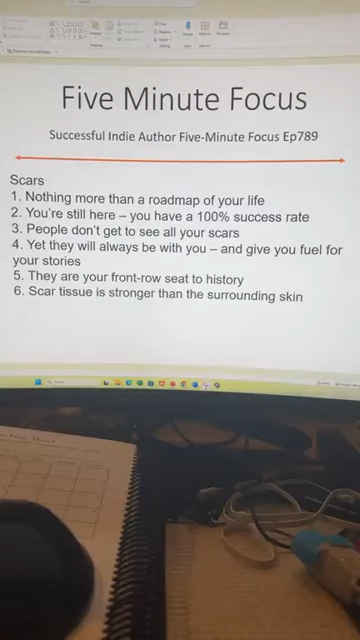 Five Minute Focus
Successful Indie Author Five-Minute Focus Ep789
Scars
1. Nothing more than a roadmap of your life
2. You're still here – you have a 100% success rate
3. People don't get to see all your scars
4. Yet they will always be with you – and give you fuel for
your stories
5. They are your front-row seat to history
6. Scar tissue is stronger than the surrounding skin